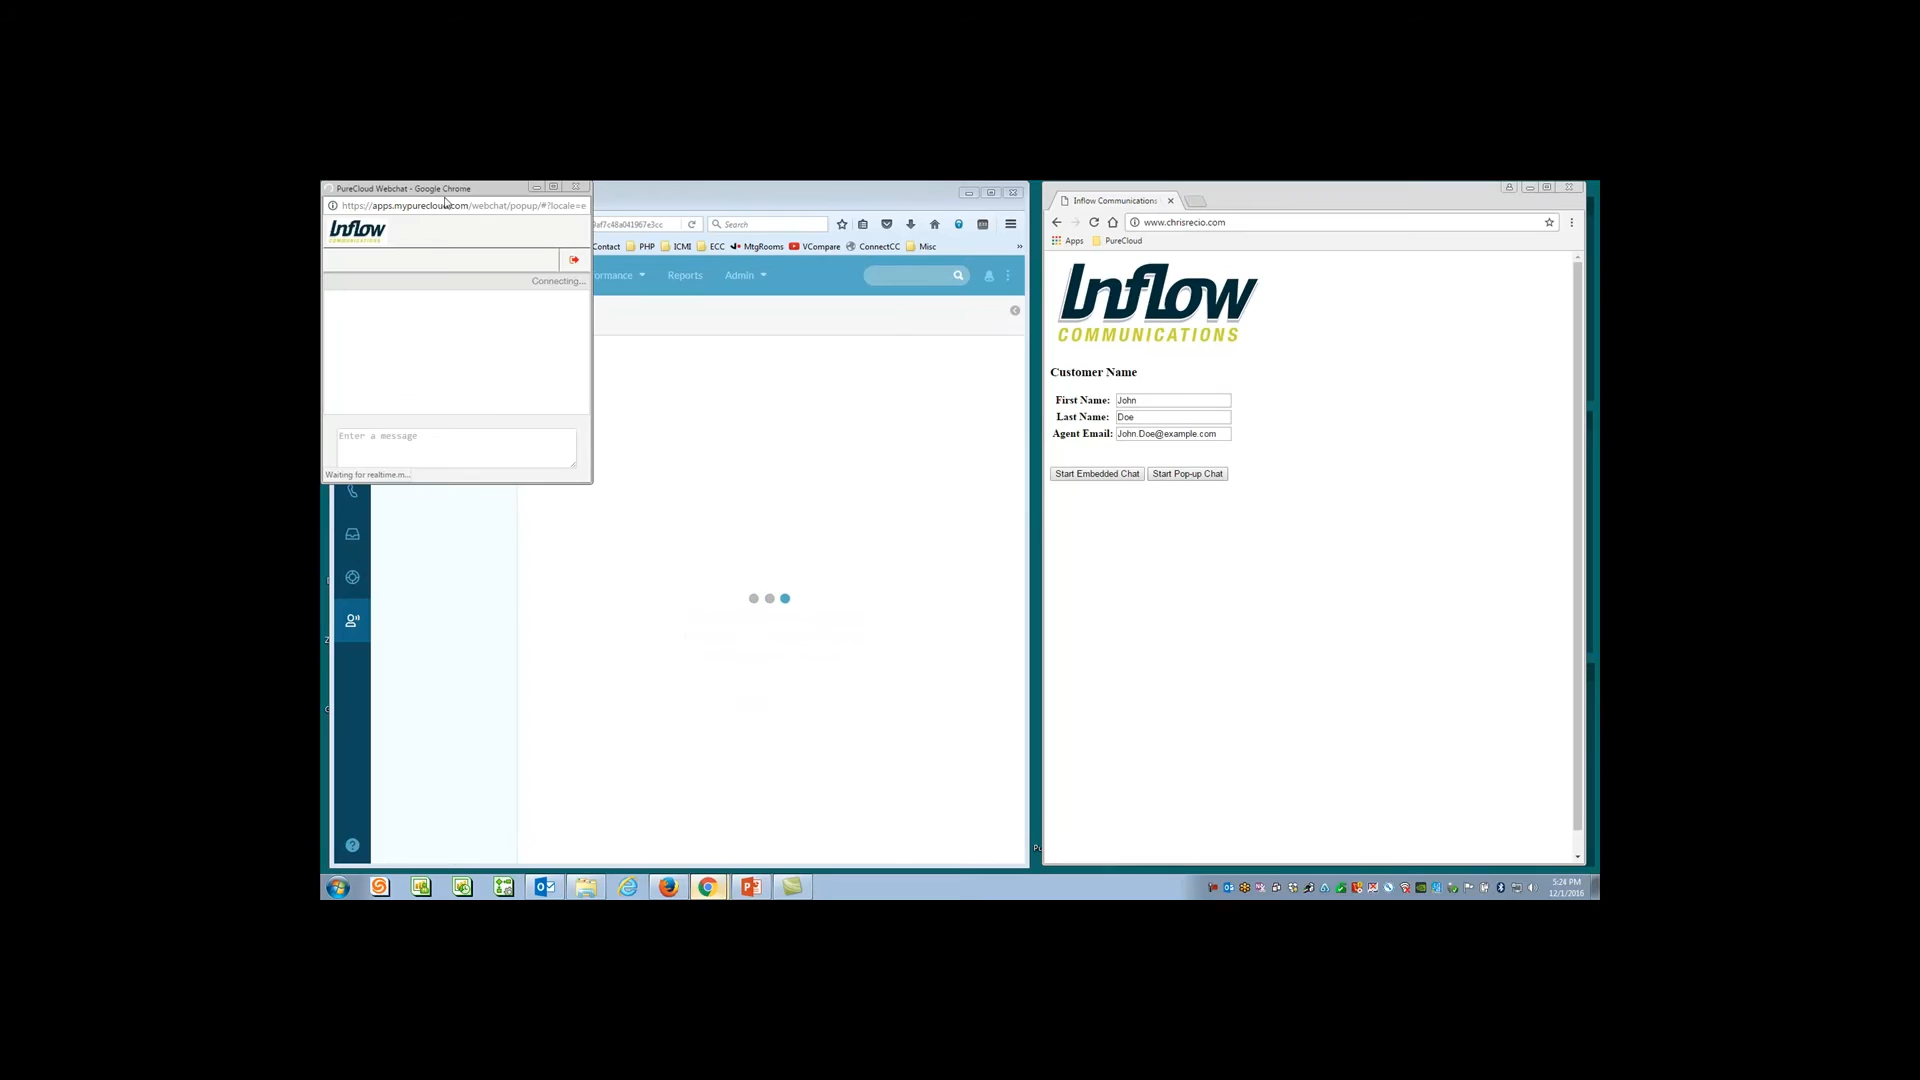 PureCloud Webchat - Google Chrome
https://apps.mypurecloud.com/webchat/popup/#?locale=e
Inflow
COMMUNICATIONS
Connecting...
Enter a message
Waiting for realtime.m...
9af7c48a041967e3cc
Search
Contact PHP ICMI ECC MtgRooms VCompare ConnectCC Misc »
ormance Reports Admin
Inflow Communications
www.chrisrecio.com
Apps PureCloud
Inflow
COMMUNICATIONS
Customer Name
First Name: John
Last Name: Doe
Agent Email: John.Doe@example.com
Start Embedded Chat Start Pop-up Chat
5:24 PM
12/1/2016